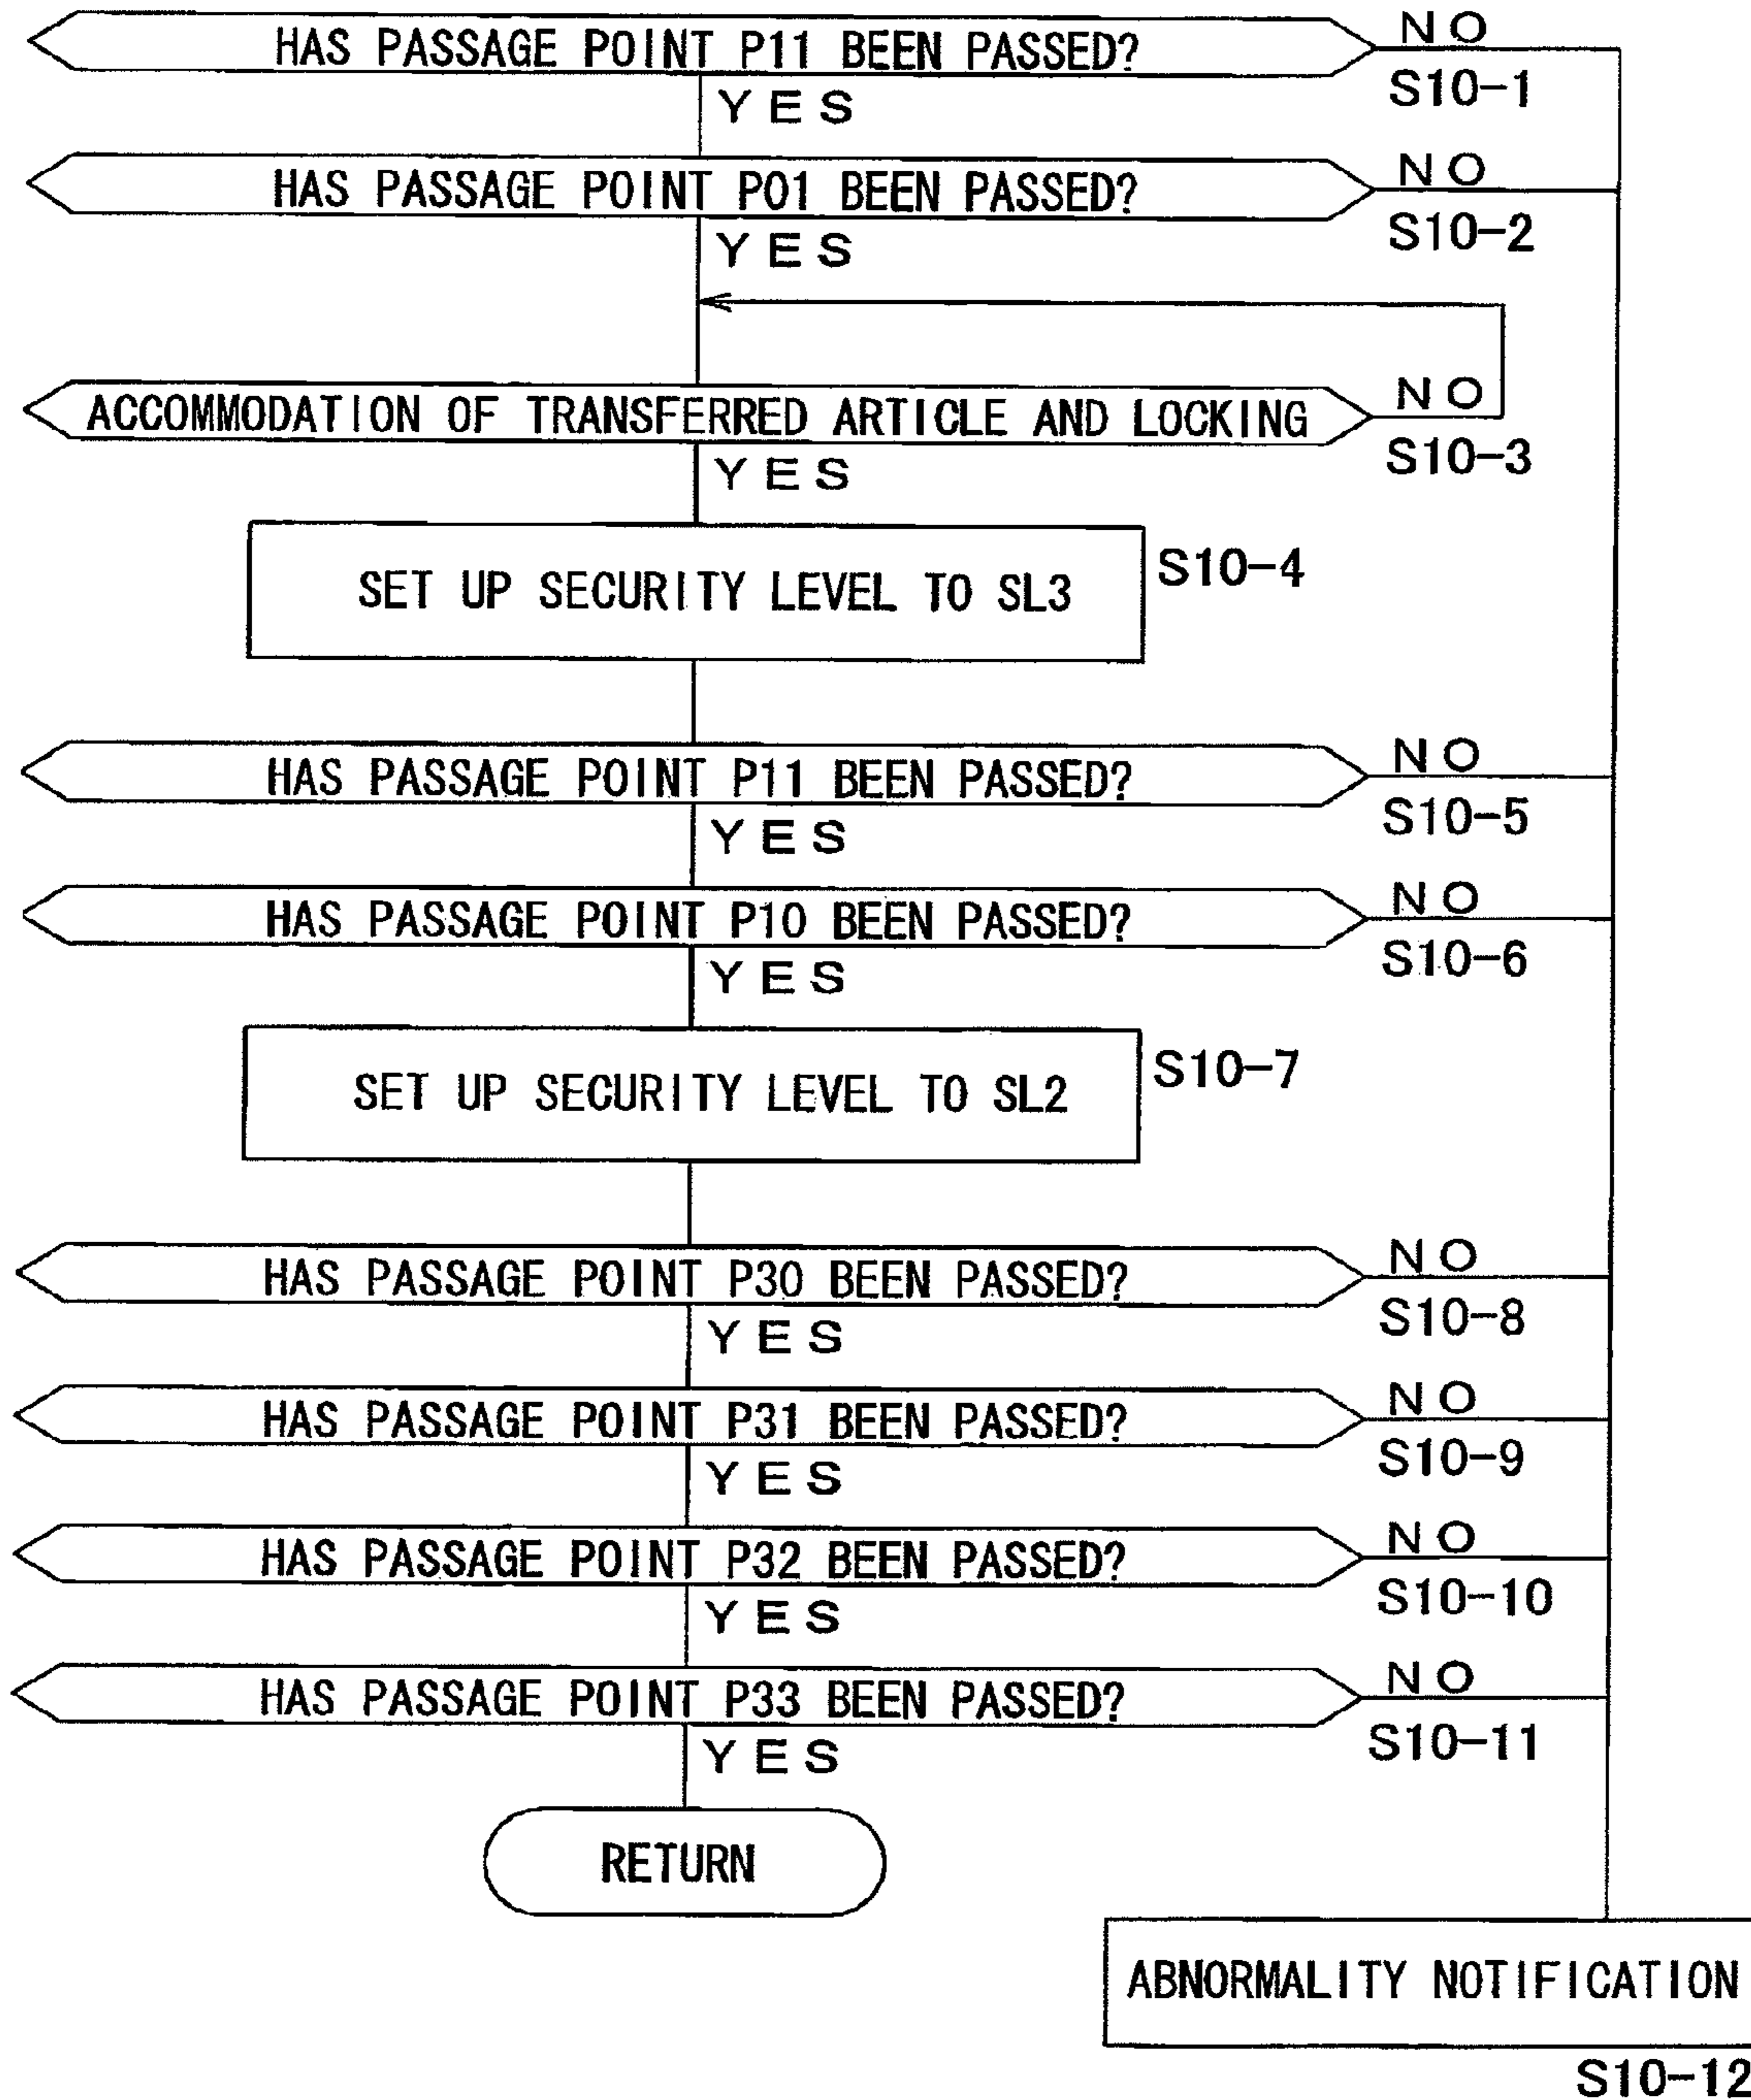 HAS PASSAGE POINT P11 BEEN PASSED?
NO
S10-1
YES
HAS PASSAGE POINT P01 BEEN PASSED?
NO
S10-2
YES
ACCOMMODATION OF TRANSFERRED ARTICLE AND LOCKING
NO
S10-3
YES
SET UP SECURITY LEVEL TO SL3
S10-4
HAS PASSAGE POINT P11 BEEN PASSED?
NO
S10-5
YES
HAS PASSAGE POINT P10 BEEN PASSED?
NO
S10-6
YES
SET UP SECURITY LEVEL TO SL2
S10-7
HAS PASSAGE POINT P30 BEEN PASSED?
NO
S10-8
YES
HAS PASSAGE POINT P31 BEEN PASSED?
NO
S10-9
YES
HAS PASSAGE POINT P32 BEEN PASSED?
NO
S10-10
YES
HAS PASSAGE POINT P33 BEEN PASSED?
NO
S10-11
YES
RETURN
ABNORMALITY NOTIFICATION
S10-12